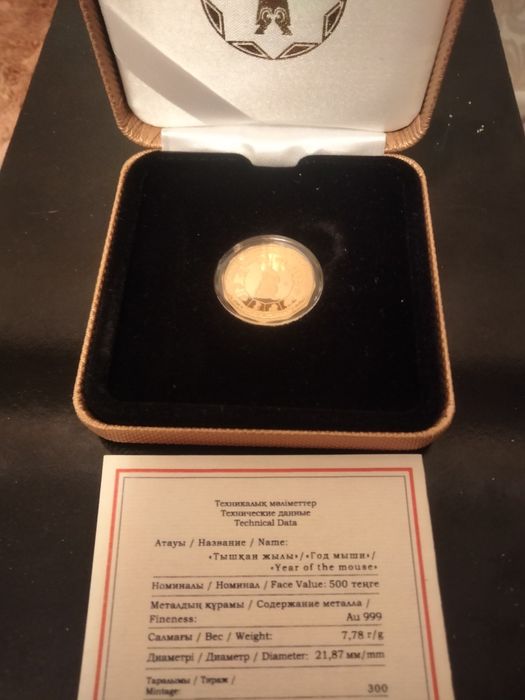 Техникалық мәліметтер
Технические данные
Technical Data
Атауы / Название / Name:
«Тышқан жылы»/«Год мыши»/
«Year of the mouse»
Номиналы / Номинал / Face Value: 500 теңге
Металдың құрамы / Содержание металла /
Fineness: Au 999
Салмағы / Вес / Weight: 7,78 г/g
Диаметрі / Диаметр / Diameter: 21,87 мм/mm
Таралымы / Тираж /
Mintage: 300